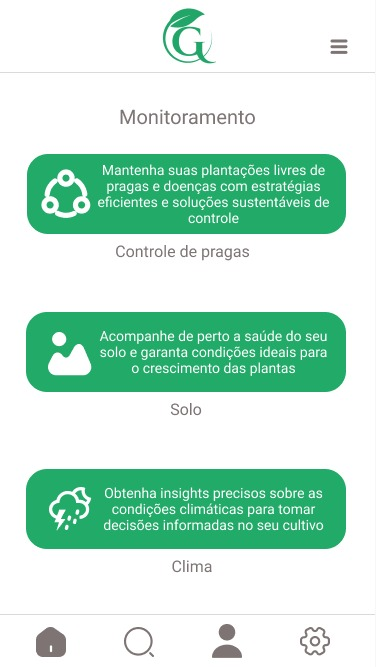 G
Monitoramento
Mantenha suas plantações livres de
pragas e doenças com estratégias
eficientes e soluções sustentáveis de
controle
Controle de pragas
Acompanhe de perto a saúde do seu
solo e garanta condições ideais para
o crescimento das plantas
Solo
Obtenha insights precisos sobre as
condições climáticas para tomar
decisões informadas no seu cultivo
Clima